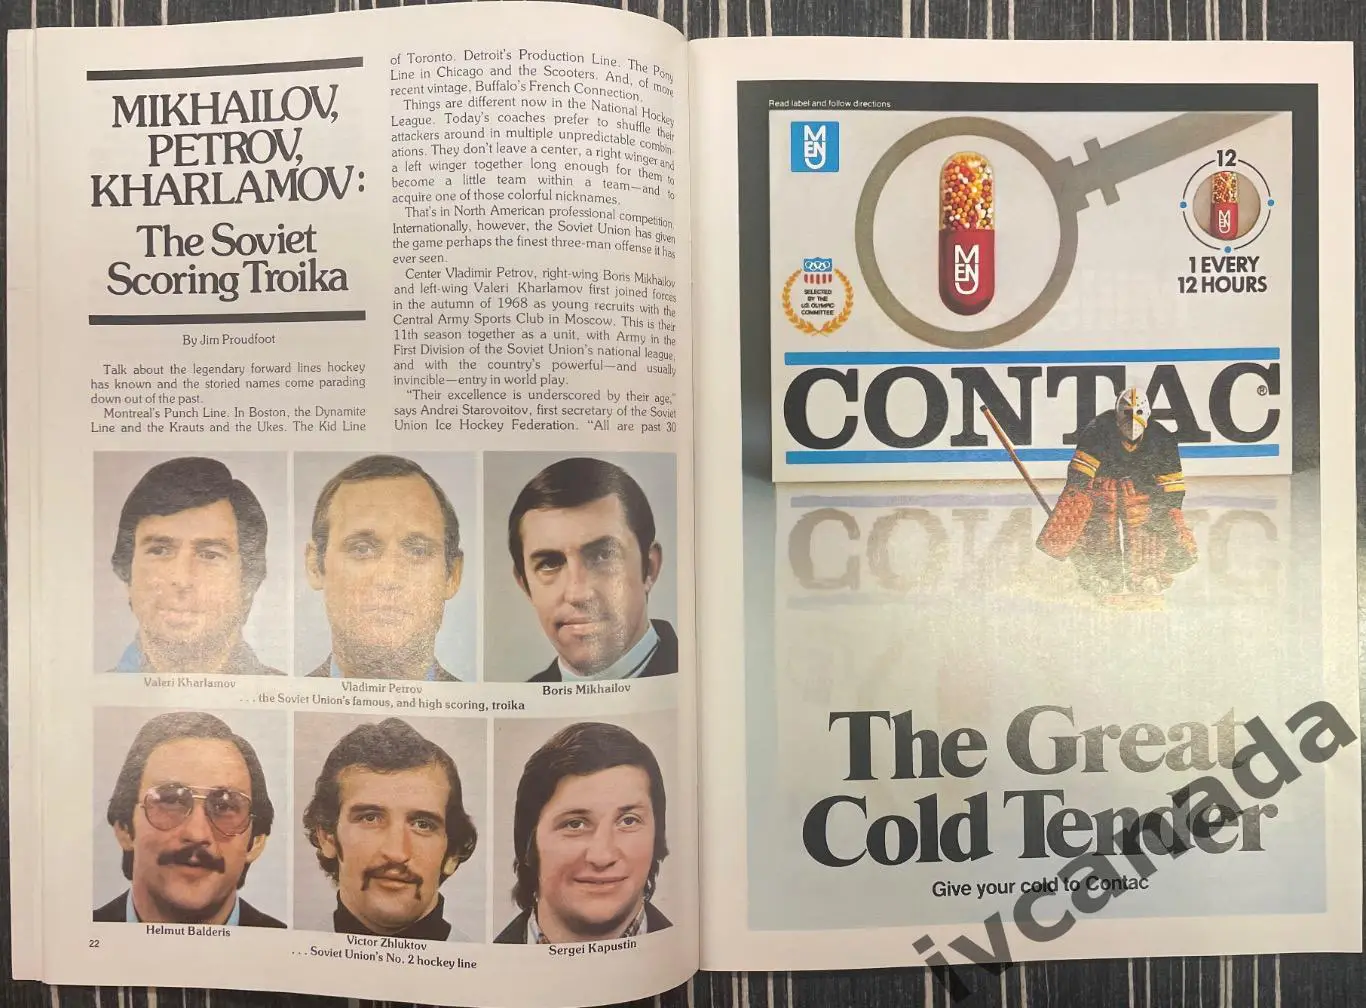 MIKHAILOV,
PETROV,
KHARLAMOV:
The Soviet
Scoring Troika
By Jim Proudfoot
Talk about the legendary forward lines hockey
has known and the storied names come parading
down out of the past.
Montreal's Punch Line. In Boston, the Dynamite
Line and the Krauts and the Ukes. The Kid Line
of Toronto. Detroit's Production Line. The Pony
Line in Chicago and the Scooters. And, of more
recent vintage, Buffalo's French Connection.
Things are different now in the National Hockey
League. Today's coaches prefer to shuffle their
attackers around in multiple unpredictable combin-
ations. They don't leave a center, a right winger and
a left winger together long enough for them to
become a little team within a team—and to
acquire one of those colorful nicknames.
That's in North American professional competition.
Internationally, however, the Soviet Union has given
the game perhaps the finest three-man offense it has
ever seen.
Center Vladimir Petrov, right-wing Boris Mikhailov
and left-wing Valeri Kharlamov first joined forces
in the autumn of 1968 as young recruits with the
Central Army Sports Club in Moscow. This is their
11th season together as a unit, with Army in the
First Division of the Soviet Union's national league,
and with the country's powerful—and usually
invincible—entry in world play.
"Their excellence is underscored by their age,"
says Andrei Starovoitov, first secretary of the Soviet
Union Ice Hockey Federation. "All are past 30
Valeri Kharlamov
Vladimir Petrov
Boris Mikhailov
. . . the Soviet Union's famous, and high scoring, troika
Helmut Balderis
Victor Zhluktov
Sergei Kapustin
. . . Soviet Union's No. 2 hockey line
22
Read label and follow directions
MENJ
MENJ
12
MENJ
12
1 EVERY
12 HOURS
SELECTED
BY THE
U.S. OLYMPIC
COMMITTEE
CONTAC®
CONTAC
The Great
Cold Tender
Give your cold to Contac
ivcanada